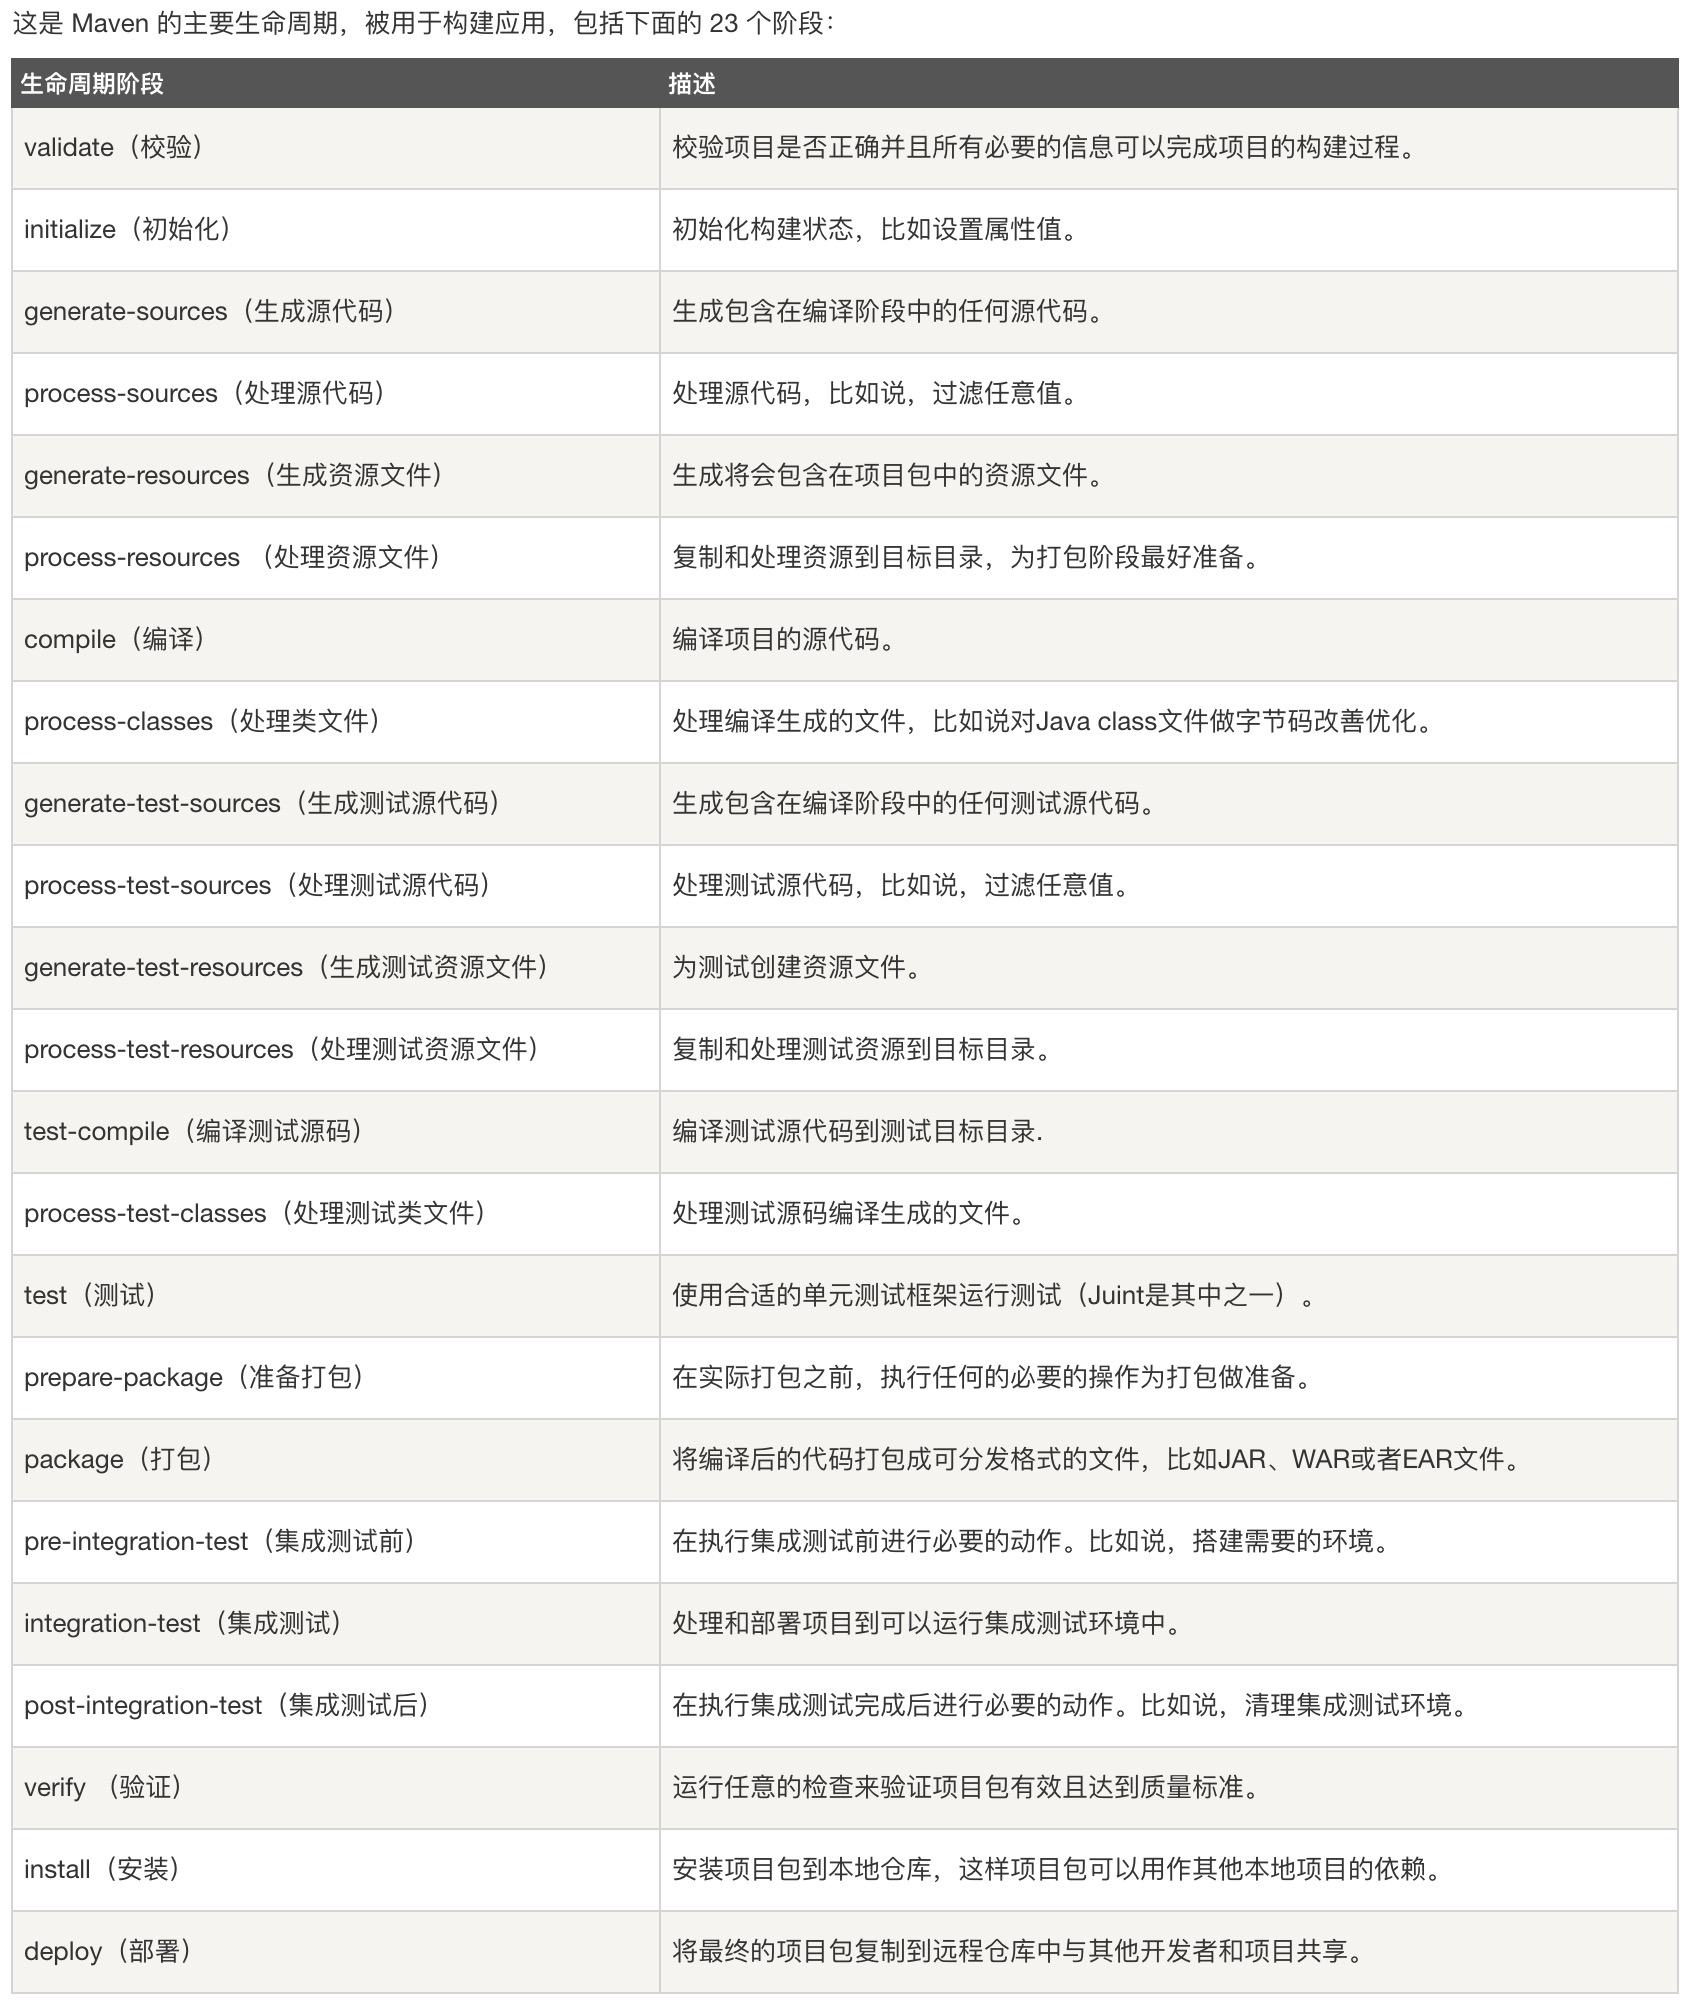 这是 Maven 的主要生命周期，被用于构建应用，包括下面的 23 个阶段：
生命周期阶段 描述
validate（校验） 校验项目是否正确并且所有必要的信息可以完成项目的构建过程。
initialize（初始化） 初始化构建状态，比如设置属性值。
generate-sources（生成源代码） 生成包含在编译阶段中的任何源代码。
process-sources（处理源代码） 处理源代码，比如说，过滤任意值。
generate-resources（生成资源文件） 生成将会包含在项目包中的资源文件。
process-resources （处理资源文件） 复制和处理资源到目标目录，为打包阶段最好准备。
compile（编译） 编译项目的源代码。
process-classes（处理类文件） 处理编译生成的文件，比如说对Java class文件做字节码改善优化。
generate-test-sources（生成测试源代码） 生成包含在编译阶段中的任何测试源代码。
process-test-sources（处理测试源代码） 处理测试源代码，比如说，过滤任意值。
generate-test-resources（生成测试资源文件） 为测试创建资源文件。
process-test-resources（处理测试资源文件） 复制和处理测试资源到目标目录。
test-compile（编译测试源码） 编译测试源代码到测试目标目录.
process-test-classes（处理测试类文件） 处理测试源码编译生成的文件。
test（测试） 使用合适的单元测试框架运行测试（Juint是其中之一）。
prepare-package（准备打包） 在实际打包之前，执行任何的必要的操作为打包做准备。
package（打包） 将编译后的代码打包成可分发格式的文件，比如JAR、WAR或者EAR文件。
pre-integration-test（集成测试前） 在执行集成测试前进行必要的动作。比如说，搭建需要的环境。
integration-test（集成测试） 处理和部署项目到可以运行集成测试环境中。
post-integration-test（集成测试后） 在执行集成测试完成后进行必要的动作。比如说，清理集成测试环境。
verify （验证） 运行任意的检查来验证项目包有效且达到质量标准。
install（安装） 安装项目包到本地仓库，这样项目包可以用作其他本地项目的依赖。
deploy（部署） 将最终的项目包复制到远程仓库中与其他开发者和项目共享。